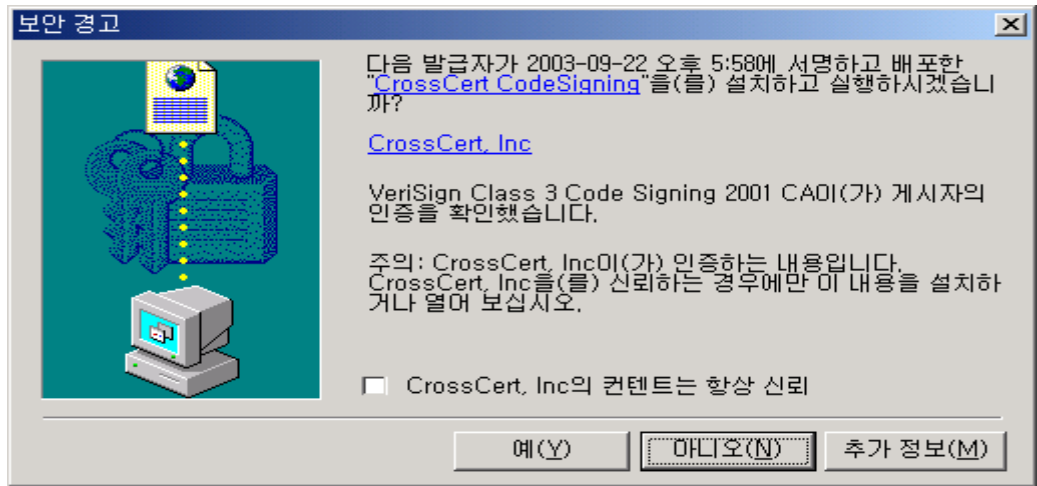 보안 경고
다음 발급자가 2003-09-22 오후 5:58에 서명하고 배포한
"CrossCert CodeSigning"을(를) 설치하고 실행하시겠습니
까?
CrossCert, Inc
VeriSign Class 3 Code Signing 2001 CA이(가) 게시자의
인증을 확인했습니다.
주의: CrossCert, Inc이(가) 인증하는 내용입니다.
CrossCert, Inc을(를) 신뢰하는 경우에만 이 내용을 설치하
거나 열어 보십시오.
CrossCert, Inc의 컨텐트는 항상 신뢰
예(Y) 아니오(N) 추가 정보(M)